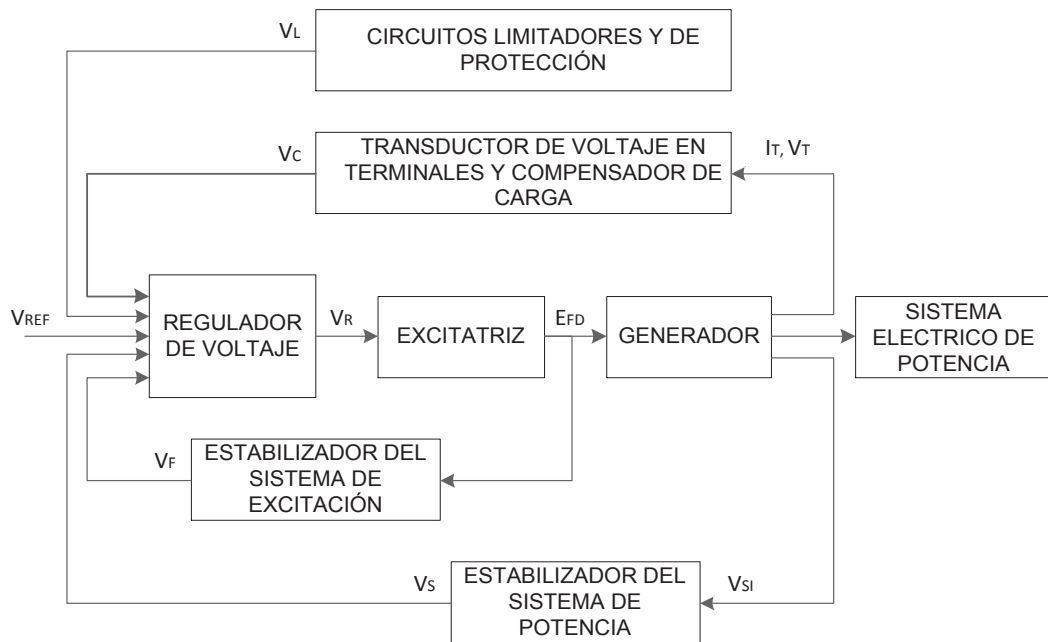 VL
CIRCUITOS LIMITADORES Y DE
PROTECCIÓN
VC
TRANSDUCTOR DE VOLTAJE EN
TERMINALES Y COMPENSADOR DE
CARGA
IT, VT
VREF
REGULADOR
DE VOLTAJE
VR
EXCITATRIZ
EFD
GENERADOR
SISTEMA
ELECTRICO DE
POTENCIA
VF
ESTABILIZADOR DEL
SISTEMA DE
EXCITACIÓN
VS
ESTABILIZADOR DEL
SISTEMA DE
POTENCIA
VSI